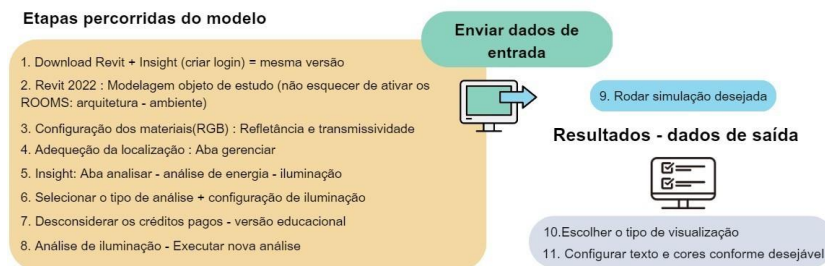 Etapas percorridas do modelo
1. Download Revit + Insight (criar login) = mesma versão
2. Revit 2022 : Modelagem objeto de estudo (não esquecer de ativar os
ROOMS: arquitetura - ambiente)
3. Configuração dos materiais(RGB) : Refletância e transmissividade
4. Adequeção da localização : Aba gerenciar
5. Insight: Aba analisar - análise de energia - iluminação
6. Selecionar o tipo de análise + configuração de iluminação
7. Desconsiderar os créditos pagos - versão educacional
8. Análise de iluminação - Executar nova análise
Enviar dados de
entrada
9. Rodar simulação desejada
Resultados - dados de saída
10.Escolher o tipo de visualização
11. Configurar texto e cores conforme desejável